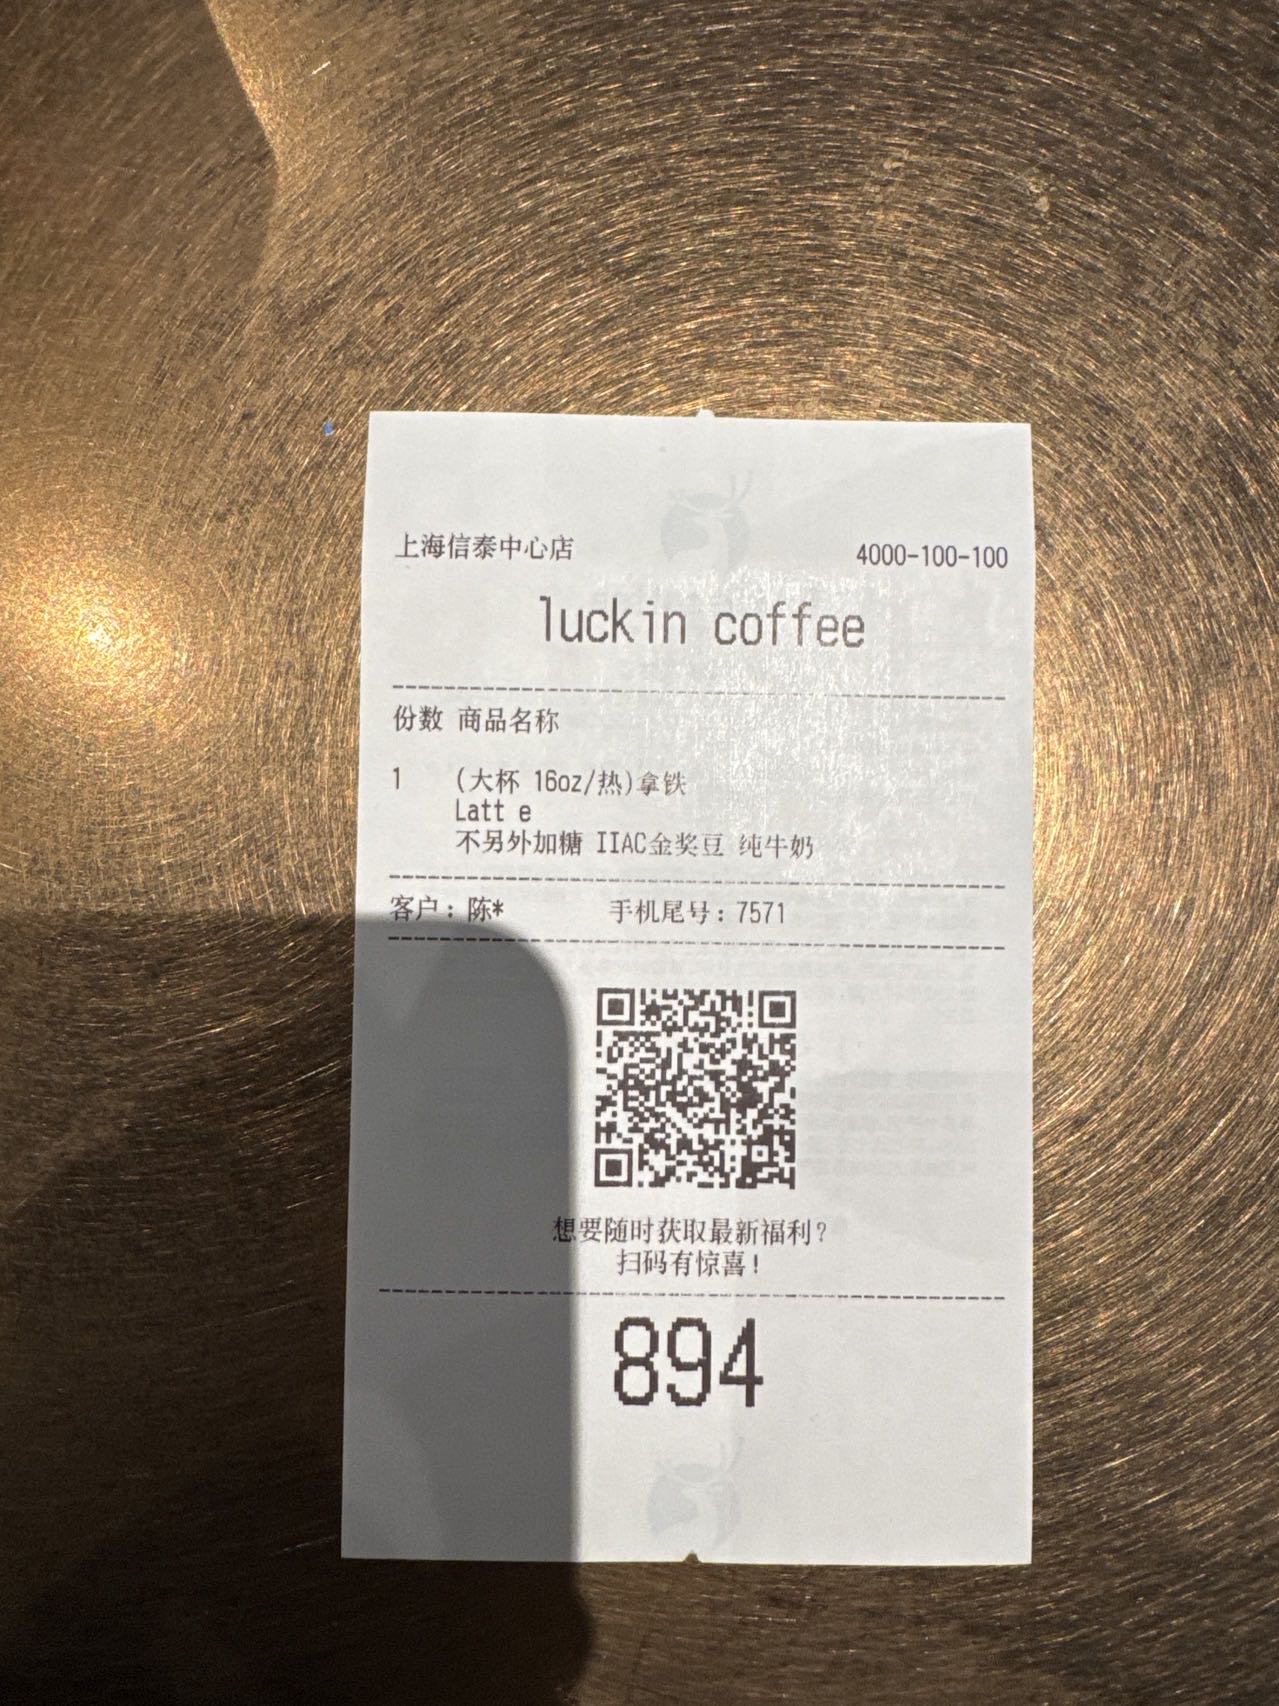 上海信泰中心店 4000-100-100
luckin coffee
份数 商品名称
1 (大杯 16oz/热)拿铁
Latt e
不另外加糖 IIAC金奖豆 纯牛奶
客户: 陈* 手机尾号: 7571
想要随时获取最新福利?
扫码有惊喜!
894